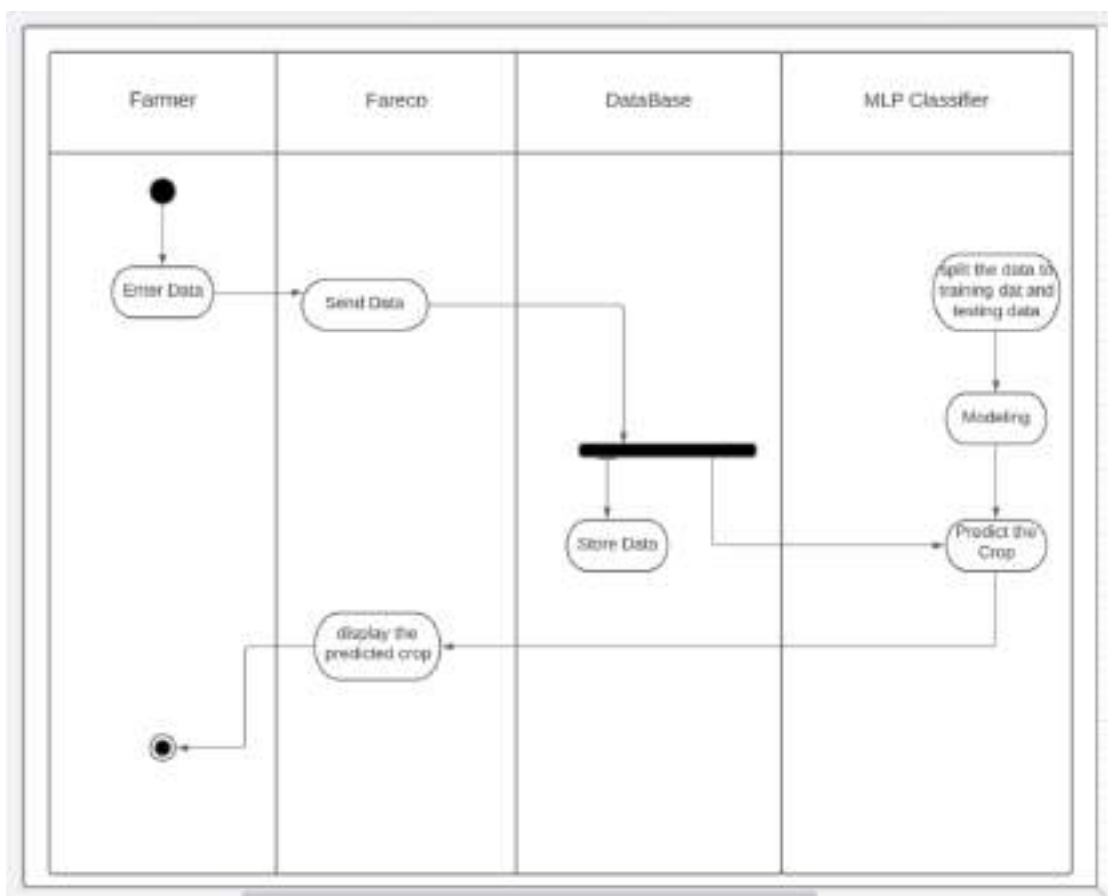 Farmer
Fareco
DataBase
MLP Classifier
Enter Data
Send Data
split the data to
training dat and
testing data
Modeling
Store Data
Predict the
Crop
display the
predicted crop